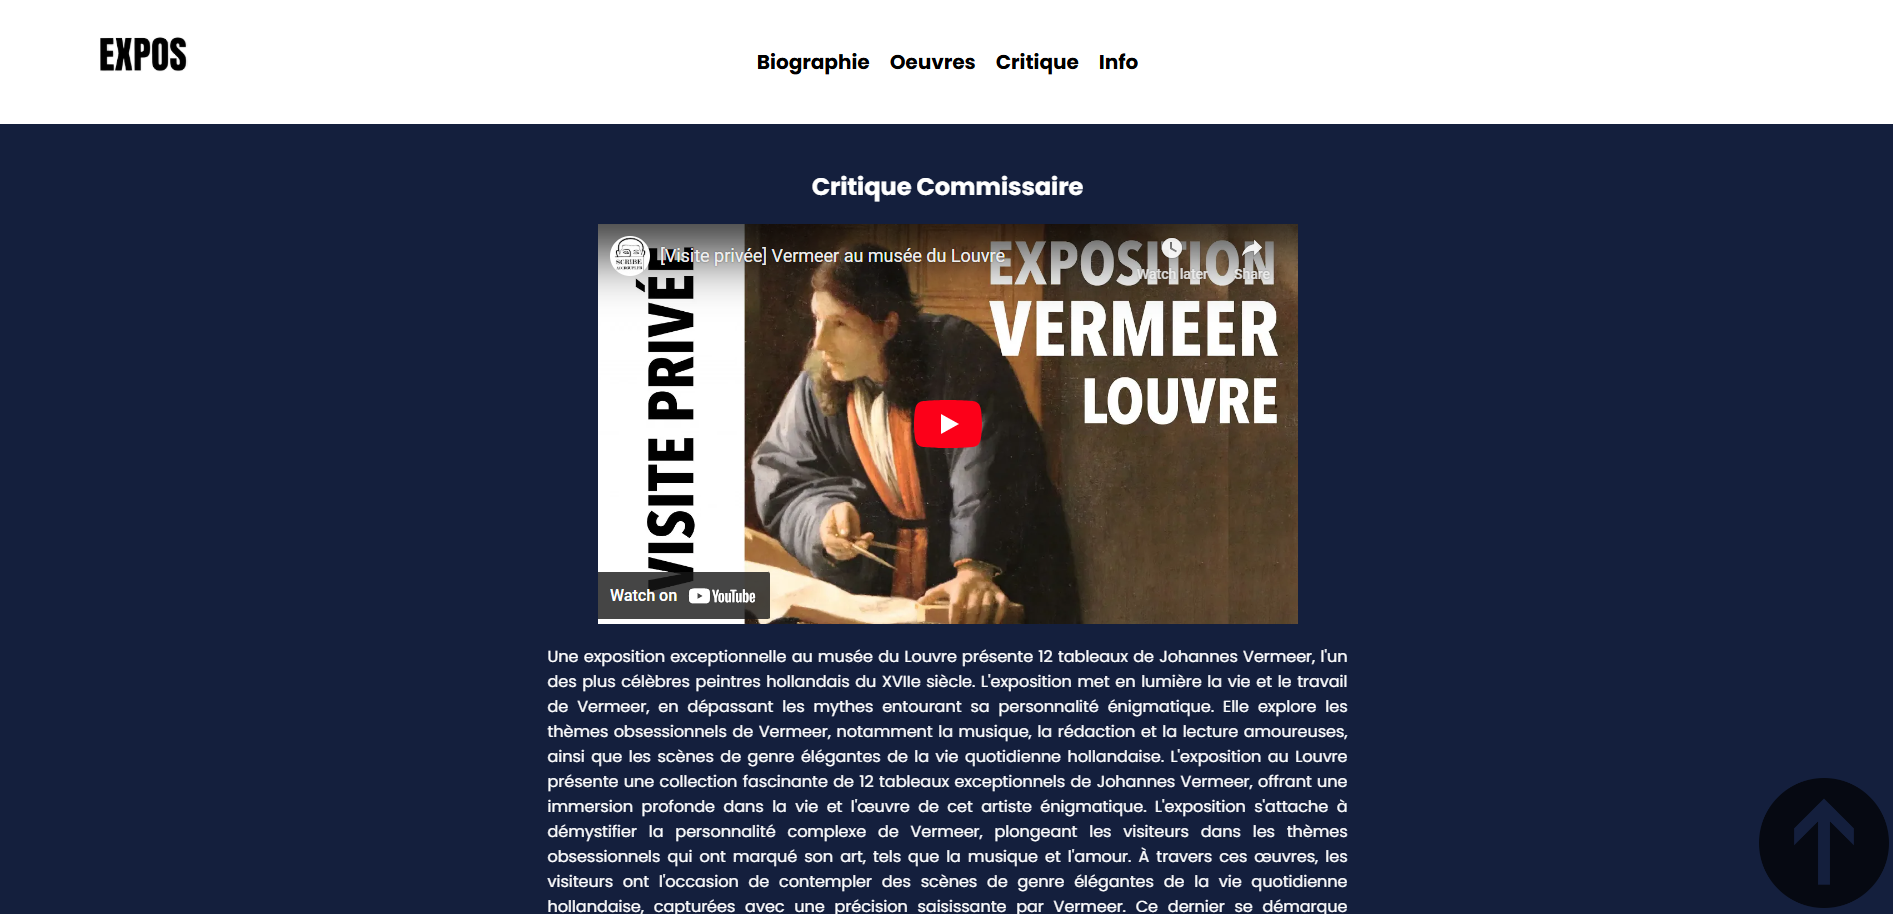 EXPOS
Biographie Oeuvres Critique Info
Critique Commissaire
[Visite privée] Vermeer au musée du Louvre
Watch later
Share
SCRIBE
VISITE PRIVÉE
EXPOSITION
VERMEER
LOUVRE
Watch on YouTube
Une exposition exceptionnelle au musée du Louvre présente 12 tableaux de Johannes Vermeer, l'un
des plus célèbres peintres hollandais du XVIIe siècle. L'exposition met en lumière la vie et le travail
de Vermeer, en dépassant les mythes entourant sa personnalité énigmatique. Elle explore les
thèmes obsessionnels de Vermeer, notamment la musique, la rédaction et la lecture amoureuses,
ainsi que les scènes de genre élégantes de la vie quotidienne hollandaise. L'exposition au Louvre
présente une collection fascinante de 12 tableaux exceptionnels de Johannes Vermeer, offrant une
immersion profonde dans la vie et l'œuvre de cet artiste énigmatique. L'exposition s'attache à
démystifier la personnalité complexe de Vermeer, plongeant les visiteurs dans les thèmes
obsessionnels qui ont marqué son art, tels que la musique et l'amour. À travers ces œuvres, les
visiteurs ont l'occasion de contempler des scènes de genre élégantes de la vie quotidienne
hollandaise, capturées avec une précision saisissante par Vermeer. Ce dernier se démarque